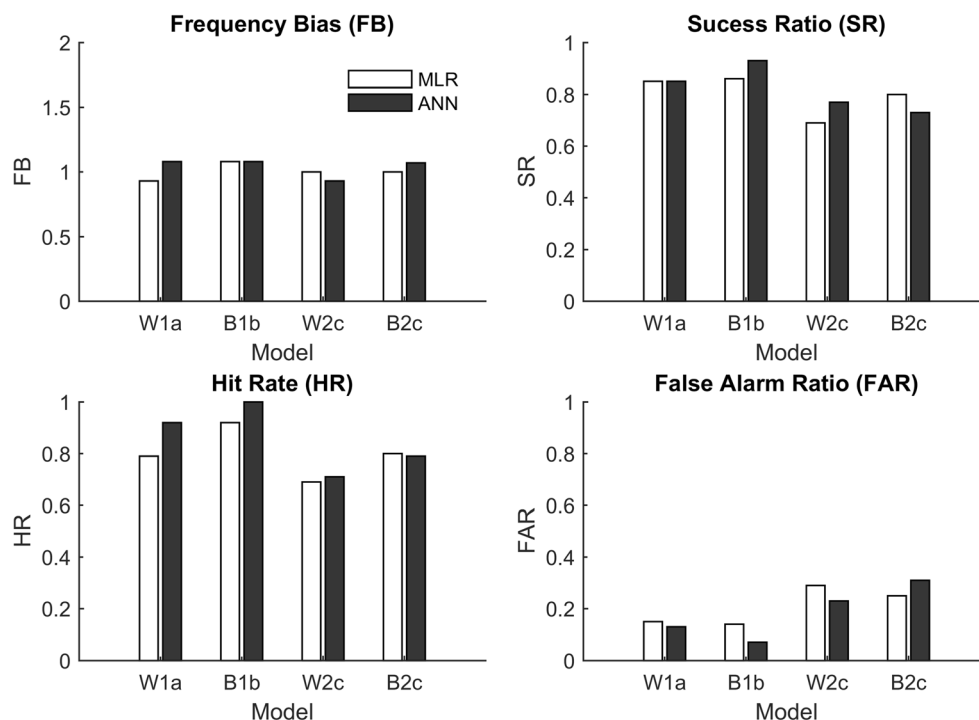 Frequency Bias (FB)
2
1.5
1
0.5
0
FB
MLR
ANN
W1a B1b W2c B2c
Model
Sucess Ratio (SR)
1
0.8
0.6
0.4
0.2
0
SR
W1a B1b W2c B2c
Model
Hit Rate (HR)
1
0.8
0.6
0.4
0.2
0
HR
W1a B1b W2c B2c
Model
False Alarm Ratio (FAR)
1
0.8
0.6
0.4
0.2
0
FAR
W1a B1b W2c B2c
Model